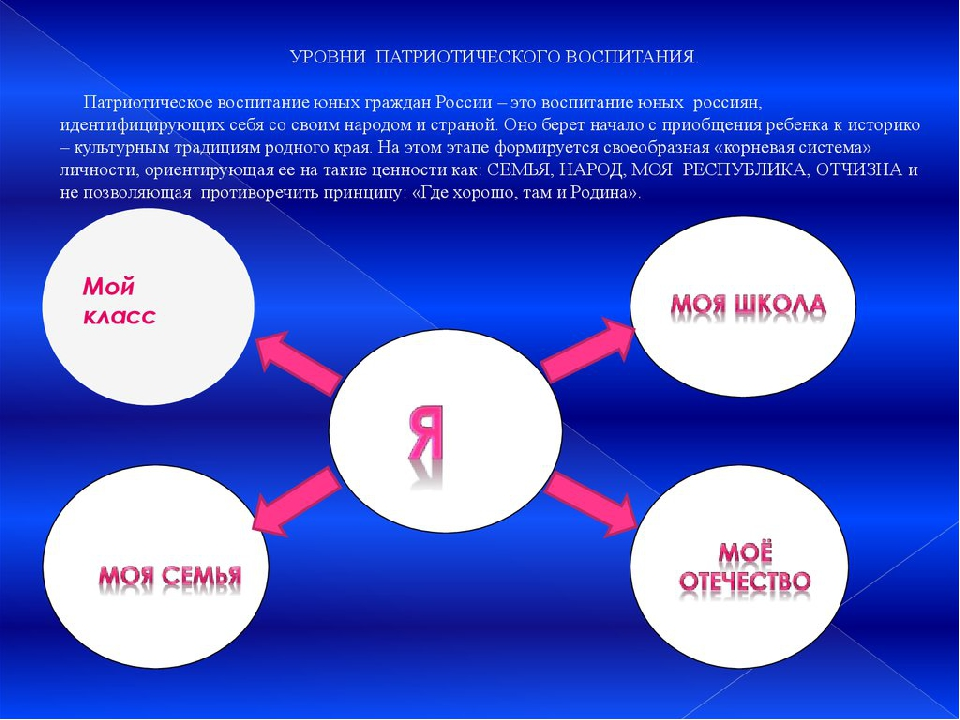 УРОВНИ ПАТРИОТИЧЕСКОГО ВОСПИТАНИЯ
Патриотическое воспитание юных граждан России – это воспитание юных россиян,
идентифицирующих себя со своим народом и страной. Оно берет начало с приобщения ребенка к историко
– культурным традициям родного края. На этом этапе формируется своеобразная «корневая система»
личности, ориентирующая ее на такие ценности как: СЕМЬЯ, НАРОД, МОЯ РЕСПУБЛИКА, ОТЧИЗНА и
не позволяющая противоречить принципу: «Где хорошо, там и Родина».
Мой
класс
МОЯ ШКОЛА
Я
МОЯ СЕМЬЯ
МОЁ
ОТЕЧЕСТВО